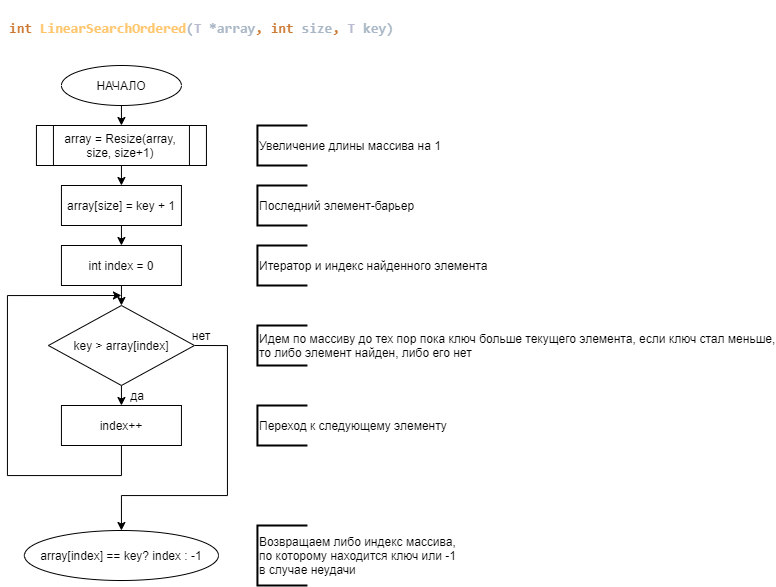 int LinearSearchOrdered(T *array, int size, T key)
НАЧАЛО
array = Resize(array,
size, size+1)
Увеличение длины массива на 1
array[size] = key + 1
Последний элемент-барьер
int index = 0
Итератор и индекс найденного элемента
key > array[index]
нет
Идем по массиву до тех пор пока ключ больше текущего элемента, если ключ стал меньше,
то либо элемент найден, либо его нет
да
index++
Переход к следующему элементу
array[index] == key? index : -1
Возвращаем либо индекс массива,
по которому находится ключ или -1
в случае неудачи